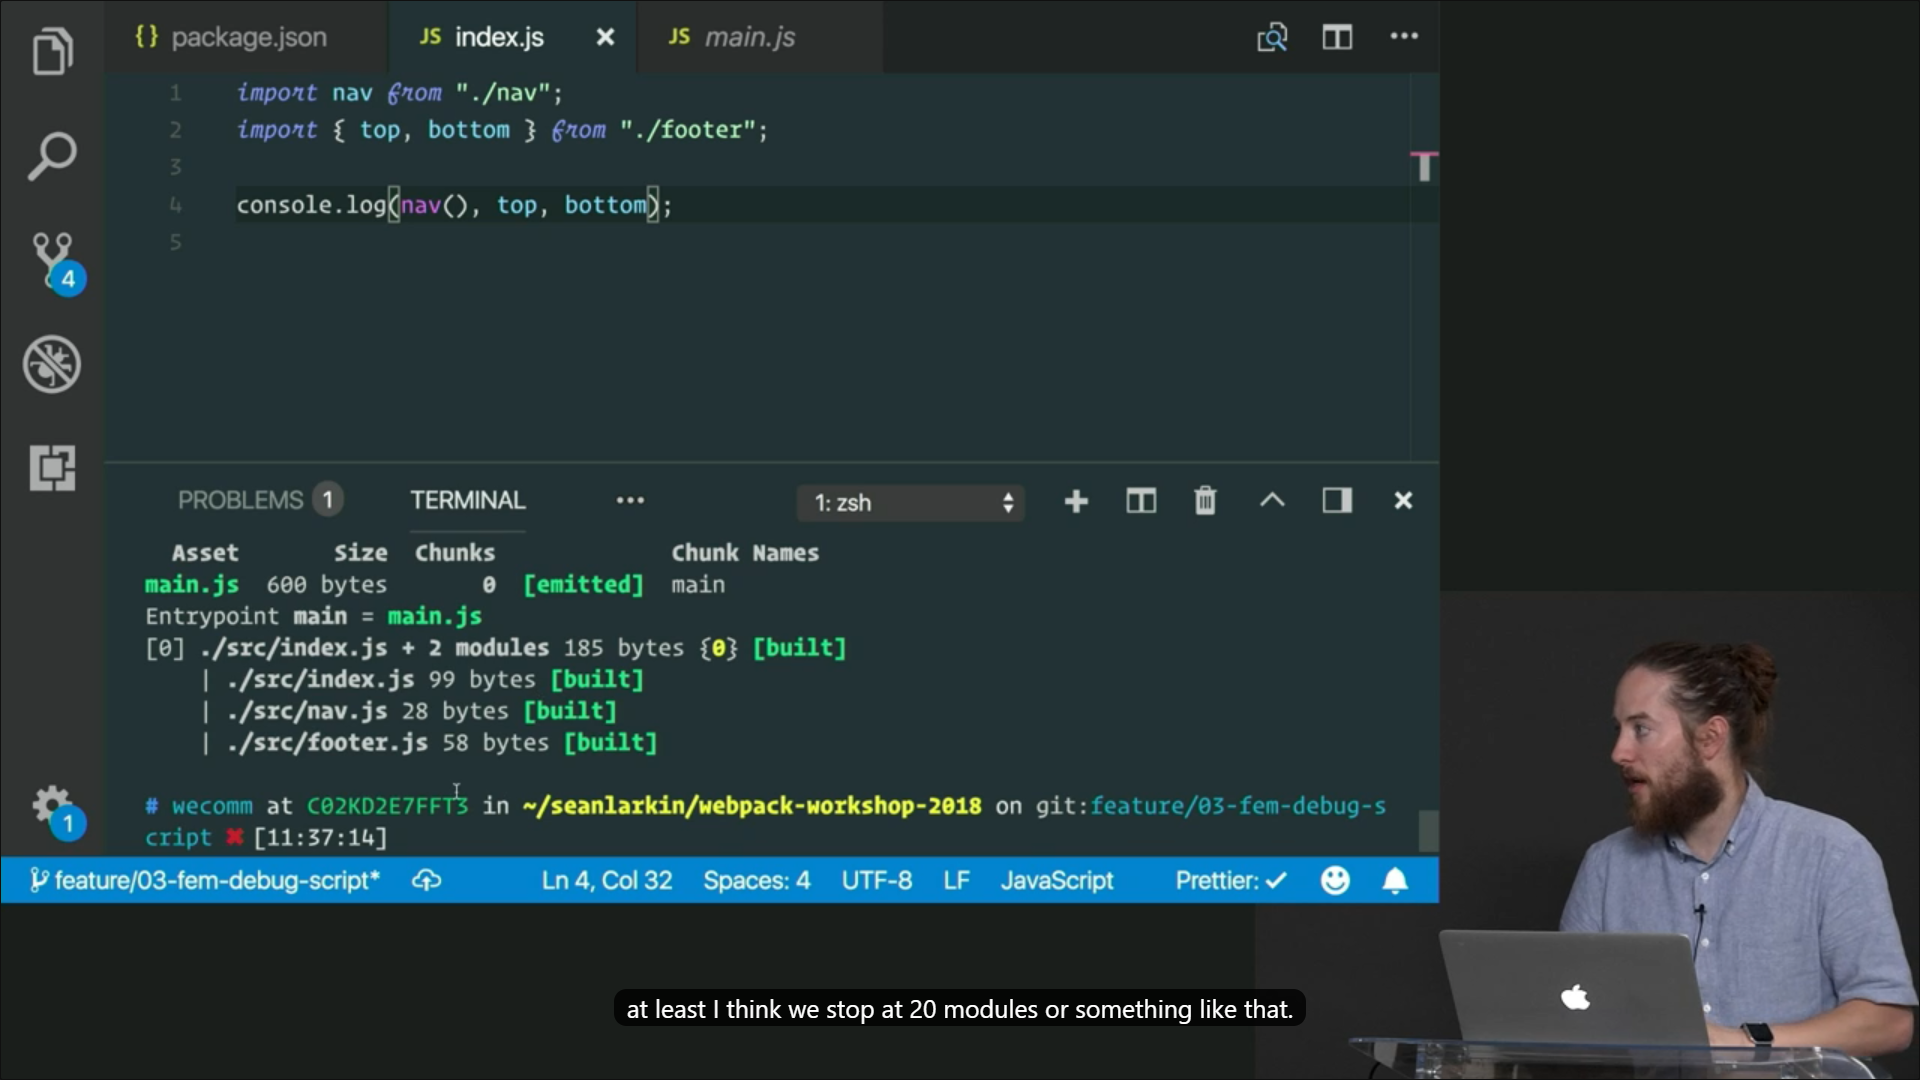 {} package.json JS index.js × JS main.js ...
1 import nav from "./nav";
2 import { top, bottom } from "./footer";
3
4 console.log(nav(), top, bottom);
5
4
PROBLEMS 1 TERMINAL ... 1: zsh
Asset Size Chunks Chunk Names
main.js 600 bytes 0 [emitted] main
Entrypoint main = main.js
[0] ./src/index.js + 2 modules 185 bytes {0} [built]
| ./src/index.js 99 bytes [built]
| ./src/nav.js 28 bytes [built]
| ./src/footer.js 58 bytes [built]
# wecomm at C02KD2E7FFT3 in ~/seanlarkin/webpack-workshop-2018 on git:feature/03-fem-debug-s
cript ✖ [11:37:14]
1
feature/03-fem-debug-script* Ln 4, Col 32 Spaces: 4 UTF-8 LF JavaScript Prettier: ✓
at least I think we stop at 20 modules or something like that.